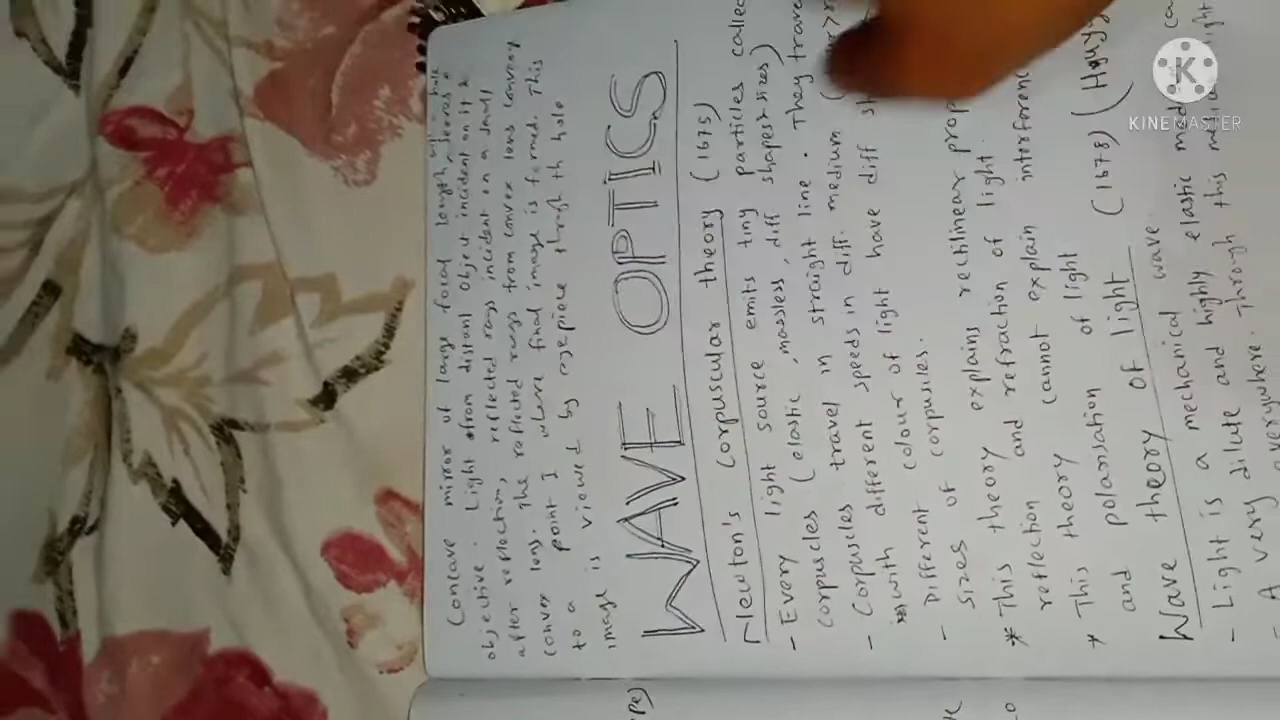 Concave mirror of large focal length
objective. Light from distant object incident on it &
after reflection, reflected rays incident on a small
convex lens. The reflected rays from convex lens convey
to a point I where final image is formed. This
image is viewed by eyepiece through th hole
WAVE OPTICS
Newton's Corpuscular theory (1675)
- Every light source emits tiny particles called
corpuscles (elastic, massless, diff shapes & sizes)
- Corpuscles travel in straight line. They trave
with different speeds in diff. medium
- Different colour of light have diff
sizes of corpuscles.
* This theory explains rectilinear prop
reflection and refraction of light.
* This theory cannot explain interferenc
and polarisation of light
Wave theory of light (1678) (Huyg
- Light is a mechanical wave
- A very dilute and highly elastic med
everywhere. Through this light
KINEMASTER